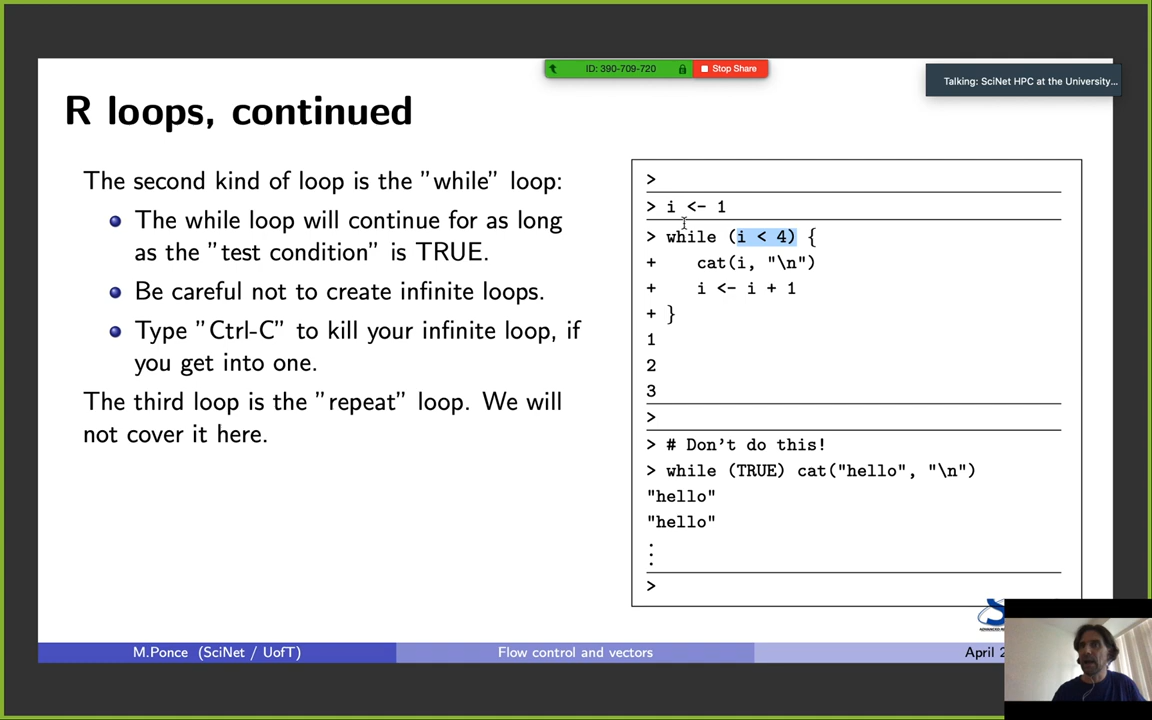 ID: 390-709-720
Stop Share
Talking: SciNet HPC at the University...
R loops, continued
The second kind of loop is the "while" loop:
The while loop will continue for as long
as the "test condition" is TRUE.
Be careful not to create infinite loops.
Type "Ctrl-C" to kill your infinite loop, if
you get into one.
The third loop is the "repeat" loop. We will
not cover it here.
>
> i <- 1
> while (i < 4) {
+ cat(i, "\n")
+ i <- i + 1
+ }
1
2
3
>
> # Don't do this!
> while (TRUE) cat("hello", "\n")
"hello"
"hello"
⋮
>
M.Ponce (SciNet / UofT)
Flow control and vectors
April